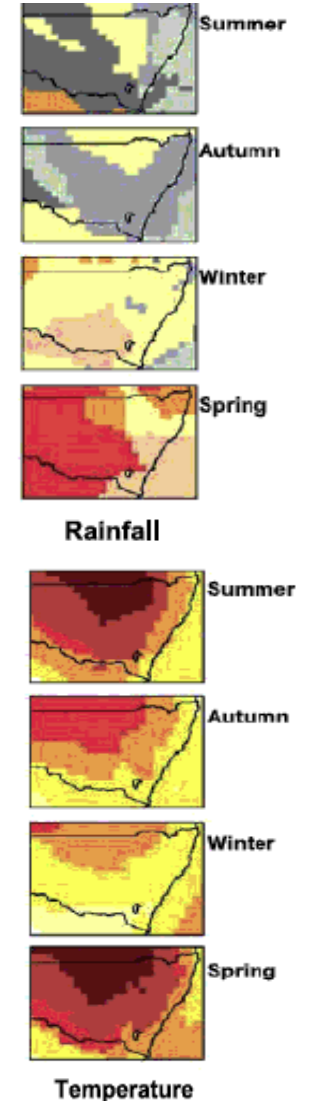 Summer
Autumn
Winter
Spring
Rainfall
Summer
Autumn
Winter
Spring
Temperature